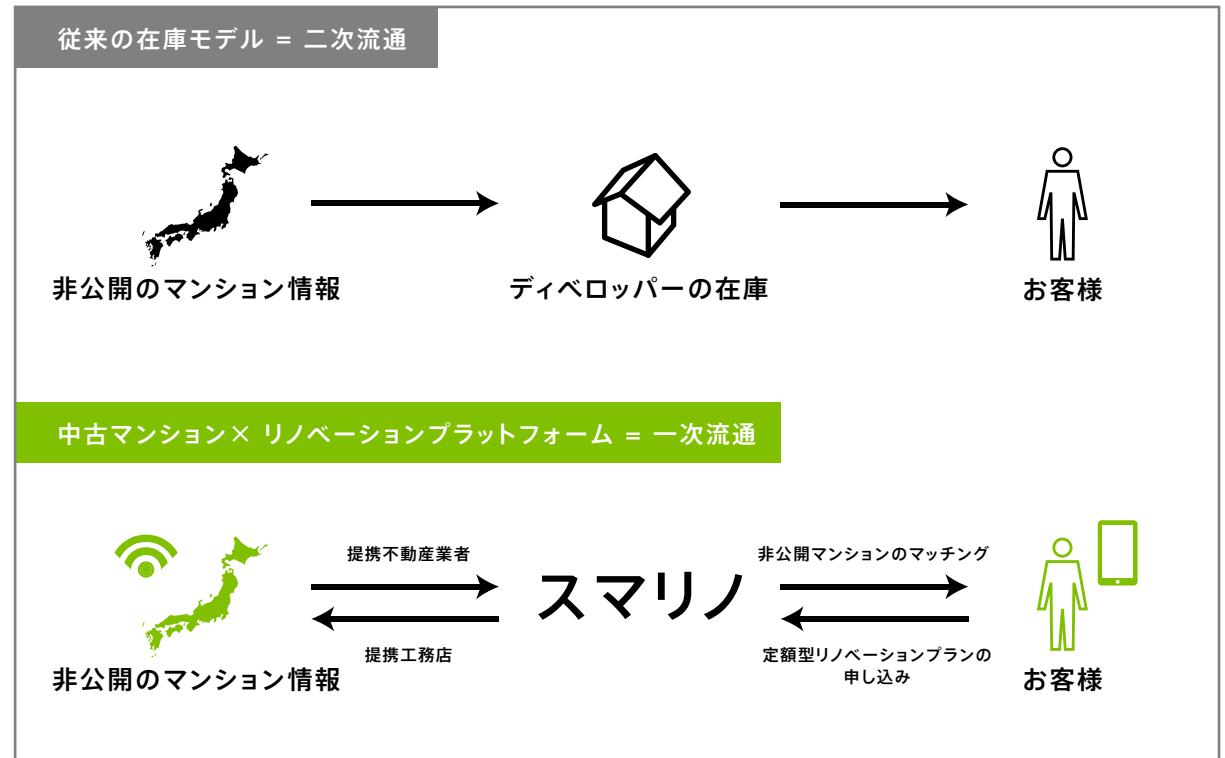 従来の在庫モデル = 二次流通
非公開のマンション情報
ディベロッパーの在庫
お客様
中古マンション× リノベーションプラットフォーム = 一次流通
提携不動産業者
非公開マンションのマッチング
スマリノ
提携工務店
定額型リノベーションプランの
申し込み
非公開のマンション情報
お客様